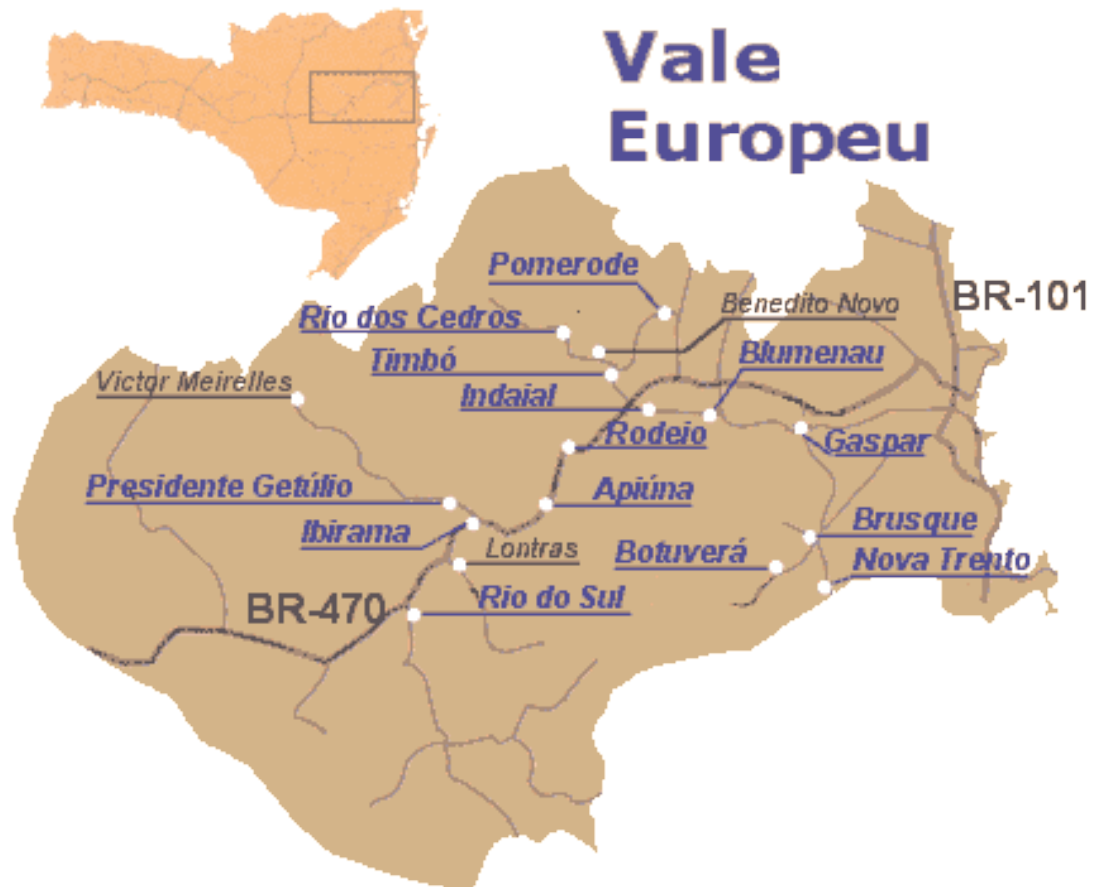 Vale
Europeu
Pomerode
BR-101
Benedito Novo
Rio dos Cedros
Blumenau
Timbó
Victor Meirelles
Indaial
Rodeio
Gaspar
Presidente Getúlio
Apiúna
Ibirama
Brusque
Lontras
Botuverá
Nova Trento
Rio do Sul
BR-470